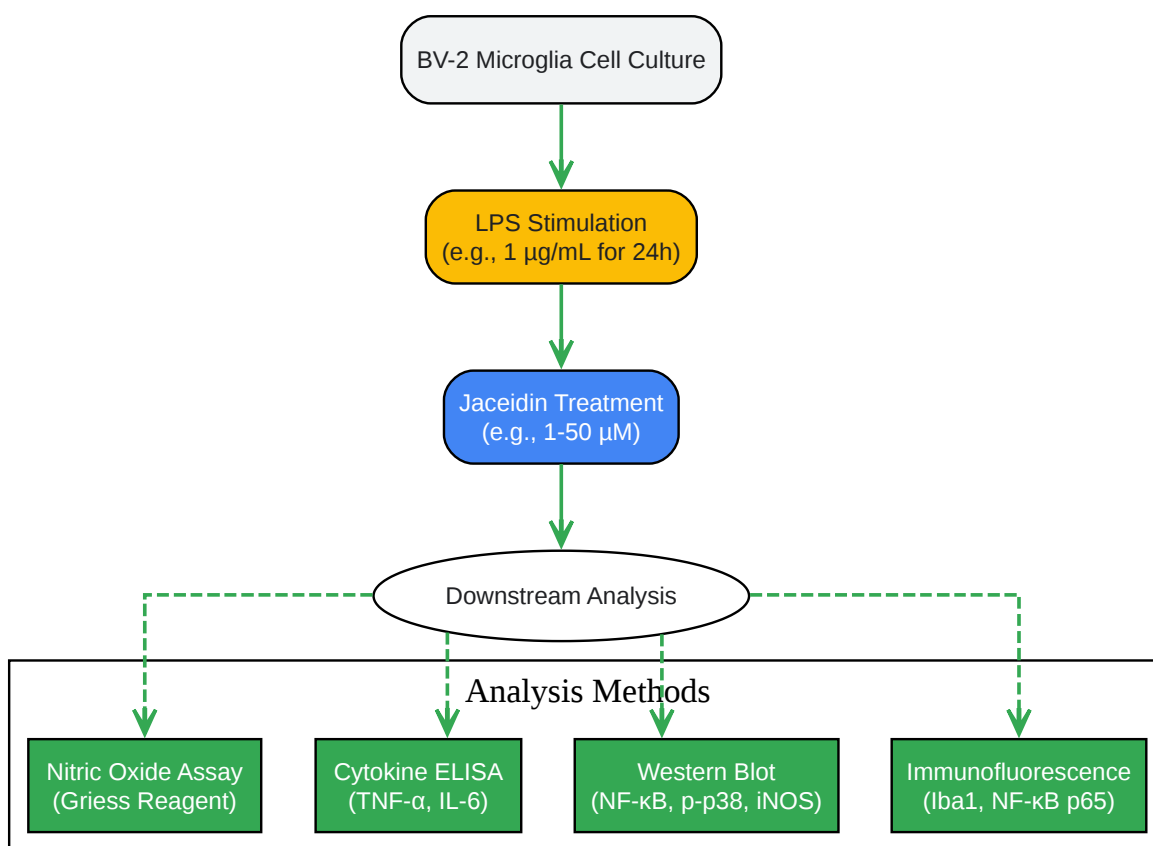 BV-2 Microglia Cell Culture
LPS Stimulation
(e.g., 1 µg/mL for 24h)
Jaceidin Treatment
(e.g., 1-50 µM)
Downstream Analysis
Analysis Methods
Nitric Oxide Assay
(Griess Reagent)
Cytokine ELISA
(TNF-α, IL-6)
Western Blot
(NF-κB, p-p38, iNOS)
Immunofluorescence
(Iba1, NF-κB p65)